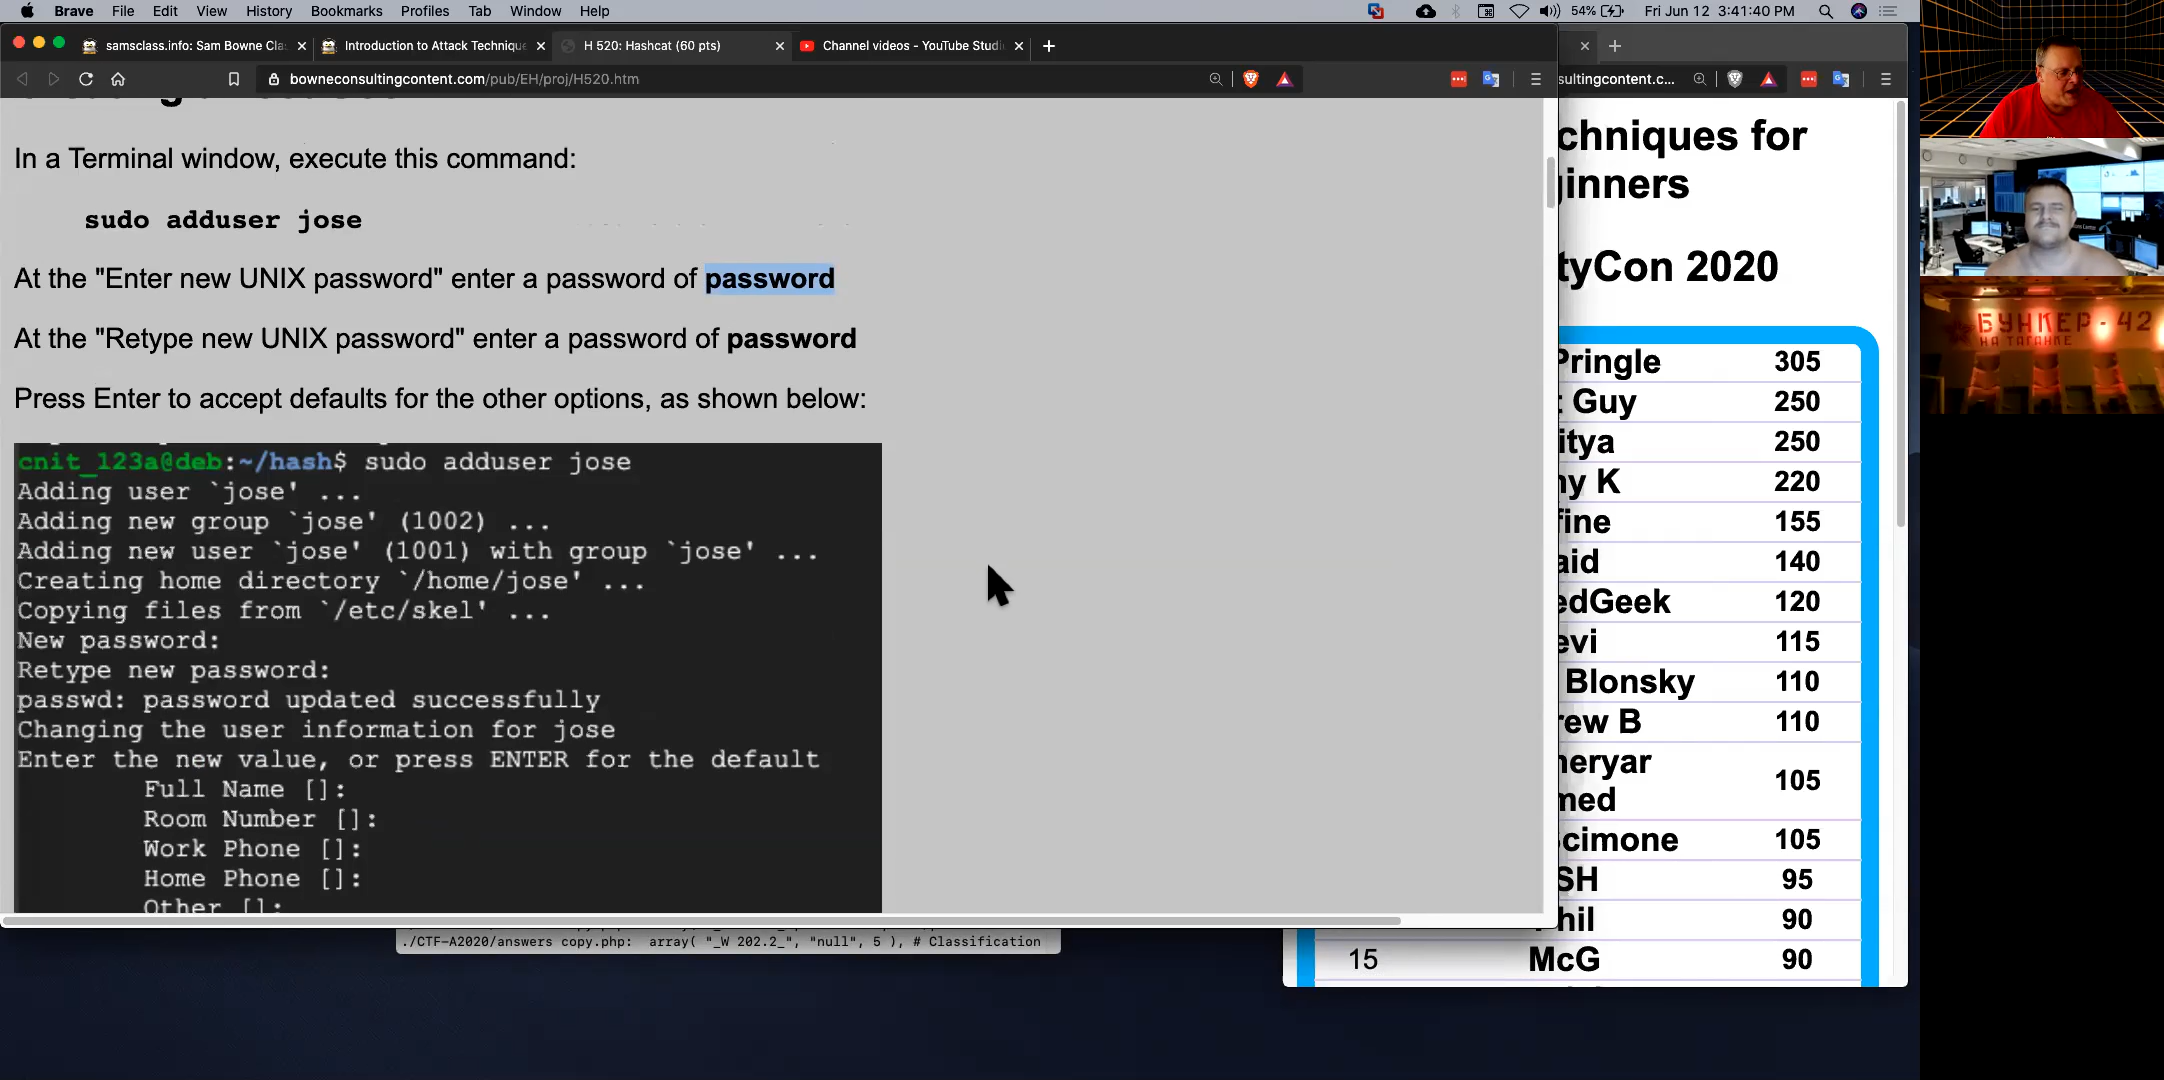 Brave File Edit View History Bookmarks Profiles Tab Window Help
54% Fri Jun 12 3:41:40 PM
samsclass.info: Sam Bowne Cla
Introduction to Attack Technique
H 520: Hashcat (60 pts)
Channel videos - YouTube Studi
bowneconsultingcontent.com/pub/EH/proj/H520.htm
sultingcontent.c...
In a Terminal window, execute this command:
sudo adduser jose
At the "Enter new UNIX password" enter a password of password
At the "Retype new UNIX password" enter a password of password
Press Enter to accept defaults for the other options, as shown below:
cnit_123a@deb:~/hash$ sudo adduser jose
Adding user `jose' ...
Adding new group `jose' (1002) ...
Adding new user `jose' (1001) with group `jose' ...
Creating home directory `/home/jose' ...
Copying files from `/etc/skel' ...
New password:
Retype new password:
passwd: password updated successfully
Changing the user information for jose
Enter the new value, or press ENTER for the default
Full Name []:
Room Number []:
Work Phone []:
Home Phone []:
Other []:
./CTF-A2020/answers copy.php: array( "_W 202.2_", "null", 5 ), # Classification
chniques for
ginners
tyCon 2020
Pringle 305
t Guy 250
itya 250
ny K 220
fine 155
aid 140
edGeek 120
evi 115
Blonsky 110
rew B 110
heryar
med 105
Scimone 105
SH 95
hil 90
15 McG 90
БУНКЕР-42
НА ТАГАНКЕ